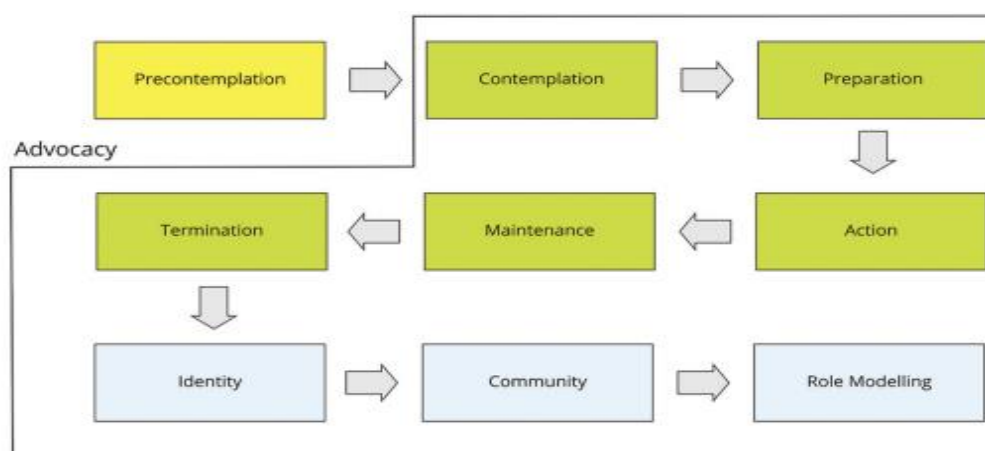 Precontemplation
Contemplation
Preparation
Advocacy
Termination
Maintenance
Action
Identity
Community
Role Modelling